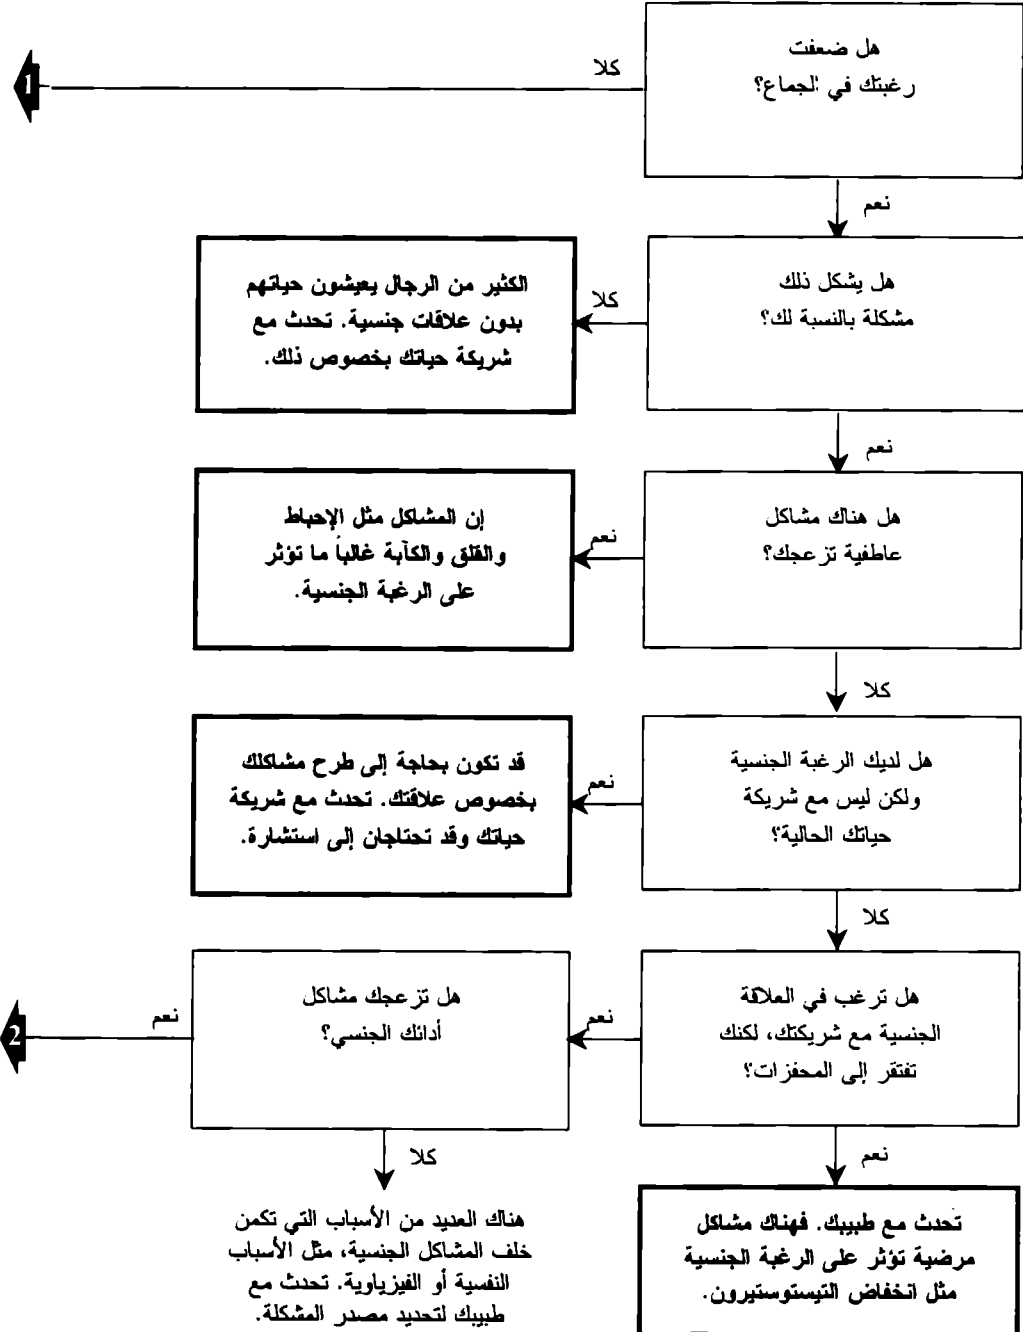 هل ضعفت
رغبتك في الجماع؟
كلا
1
نعم
هل يشكل ذلك
مشكلة بالنسبة لك؟
كلا
الكثير من الرجال يعيشون حياتهم
بدون علاقات جنسية. تحدث مع
شريكة حياتك بخصوص ذلك.
نعم
هل هناك مشاكل
عاطفية تزعجك؟
نعم
إن المشاكل مثل الإحباط
والقلق والكآبة غالباً ما تؤثر
على الرغبة الجنسية.
كلا
هل لديك الرغبة الجنسية
ولكن ليس مع شريكة
حياتك الحالية؟
نعم
قد تكون بحاجة إلى طرح مشاكلك
بخصوص علاقتك. تحدث مع شريكة
حياتك وقد تحتاجان إلى استشارة.
كلا
هل ترغب في العلاقة
الجنسية مع شريكتك، لكنك
تفتقر إلى المحفزات؟
نعم
هل تزعجك مشاكل
أدائك الجنسي؟
نعم
2
كلا
هناك العديد من الأسباب التي تكمن
خلف المشاكل الجنسية، مثل الأسباب
النفسية أو الفيزياوية. تحدث مع
طبيبك لتحديد مصدر المشكلة.
نعم
تحدث مع طبيبك. فهناك مشاكل
مرضية تؤثر على الرغبة الجنسية
مثل انخفاض التيستوستيرون.